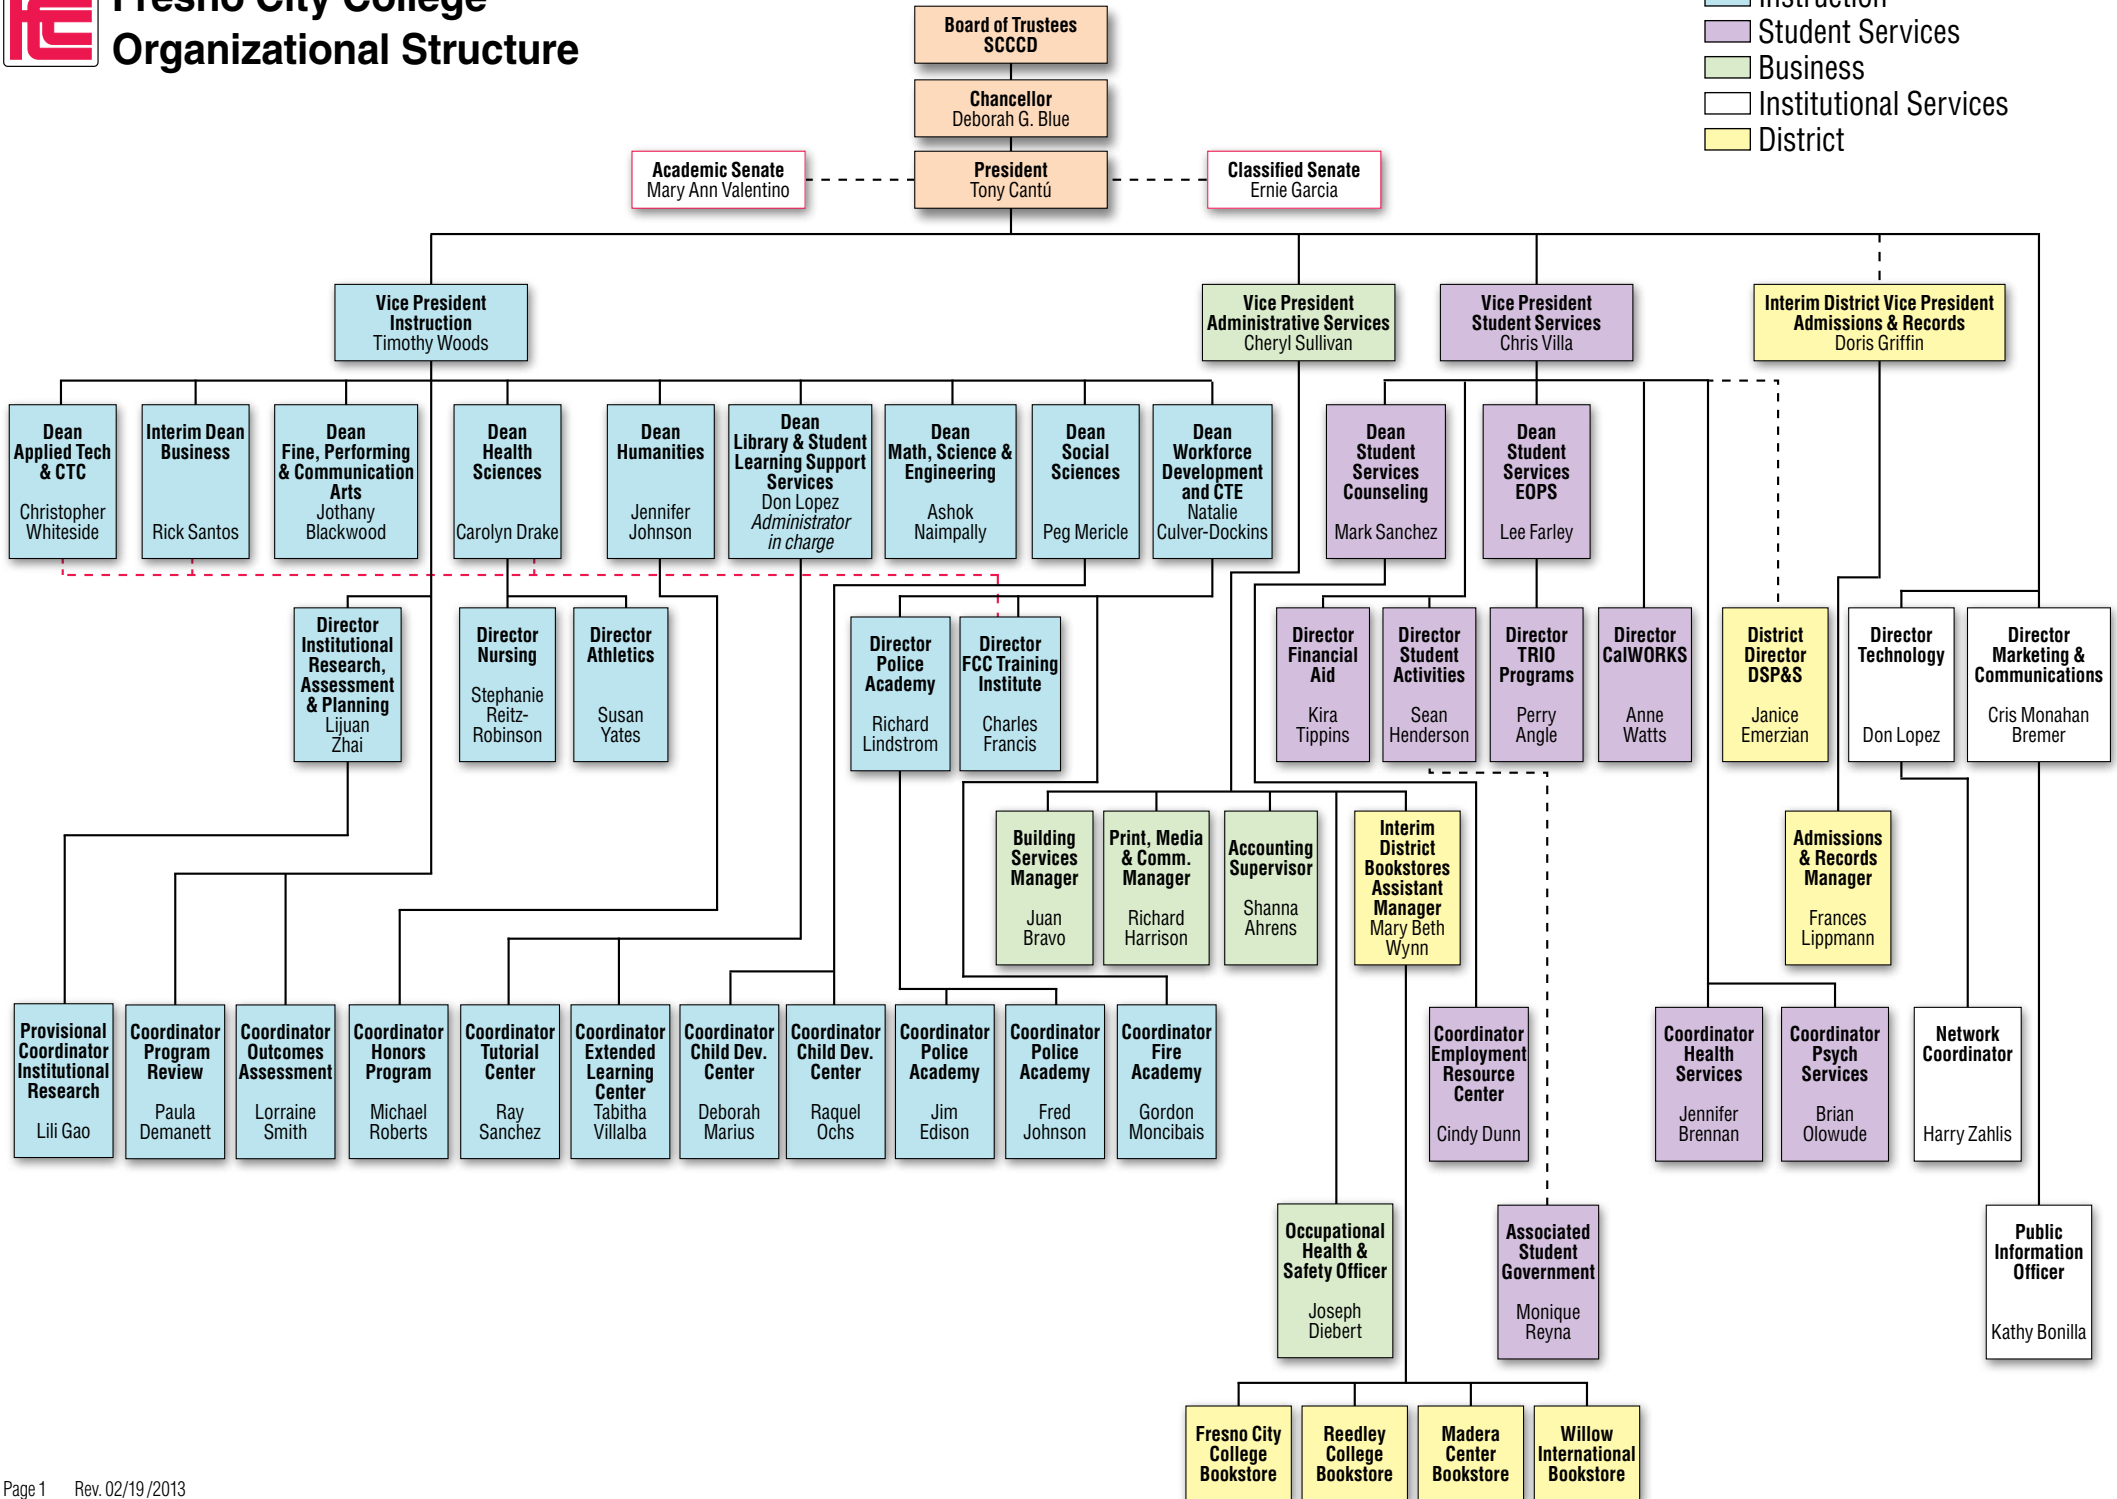 Fresno City College
Organizational Structure
Instruction
Student Services
Business
Institutional Services
District
Board of Trustees
SCCCD
Chancellor
Deborah G. Blue
Academic Senate
Mary Ann Valentino
President
Tony Cantú
Classified Senate
Ernie Garcia
Vice President
Instruction
Timothy Woods
Vice President
Administrative Services
Cheryl Sullivan
Vice President
Student Services
Chris Villa
Interim District Vice President
Admissions & Records
Doris Griffin
Dean
Applied Tech
& CTC
Christopher
Whiteside
Interim Dean
Business
Rick Santos
Dean
Fine, Performing
& Communication
Arts
Jothany
Blackwood
Dean
Health
Sciences
Carolyn Drake
Dean
Humanities
Jennifer
Johnson
Dean
Library & Student
Learning Support
Services
Don Lopez
Administrator
in charge
Dean
Math, Science &
Engineering
Ashok
Naimpally
Dean
Social
Sciences
Peg Mericle
Dean
Workforce
Development
and CTE
Natalie
Culver-Dockins
Dean
Student
Services
Counseling
Mark Sanchez
Dean
Student
Services
EOPS
Lee Farley
Director
Institutional
Research,
Assessment
& Planning
Lijuan
Zhai
Director
Nursing
Stephanie
Reitz-
Robinson
Director
Athletics
Susan
Yates
Director
Police
Academy
Richard
Lindstrom
Director
FCC Training
Institute
Charles
Francis
Director
Financial
Aid
Kira
Tippins
Director
Student
Activities
Sean
Henderson
Director
TRIO
Programs
Perry
Angle
Director
CalWORKS
Anne
Watts
District
Director
DSP&S
Janice
Emerzian
Director
Technology
Don Lopez
Director
Marketing &
Communications
Cris Monahan
Bremer
Building
Services
Manager
Juan
Bravo
Print, Media
& Comm.
Manager
Richard
Harrison
Accounting
Supervisor
Shanna
Ahrens
Interim
District
Bookstores
Assistant
Manager
Mary Beth
Wynn
Admissions
& Records
Manager
Frances
Lippmann
Provisional
Coordinator
Institutional
Research
Lili Gao
Coordinator
Program
Review
Paula
Demanett
Coordinator
Outcomes
Assessment
Lorraine
Smith
Coordinator
Honors
Program
Michael
Roberts
Coordinator
Tutorial
Center
Ray
Sanchez
Coordinator
Extended
Learning
Center
Tabitha
Villalba
Coordinator
Child Dev.
Center
Deborah
Marius
Coordinator
Child Dev.
Center
Raquel
Ochs
Coordinator
Police
Academy
Jim
Edison
Coordinator
Police
Academy
Fred
Johnson
Coordinator
Fire
Academy
Gordon
Moncibais
Coordinator
Employment
Resource
Center
Cindy Dunn
Coordinator
Health
Services
Jennifer
Brennan
Coordinator
Psych
Services
Brian
Olowude
Network
Coordinator
Harry Zahlis
Occupational
Health &
Safety Officer
Joseph
Diebert
Associated
Student
Government
Monique
Reyna
Public
Information
Officer
Kathy Bonilla
Fresno City
College
Bookstore
Reedley
College
Bookstore
Madera
Center
Bookstore
Willow
International
Bookstore
Page 1 Rev. 02/19/2013